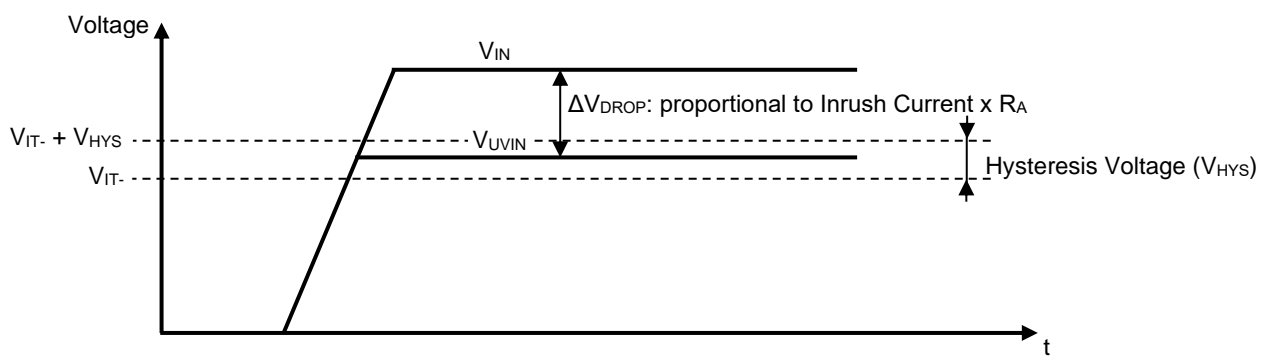 Voltage
VIN
ΔVDROP: proportional to Inrush Current x RA
VIT- + VHYS
VUVIN
Hysteresis Voltage (VHYS)
VIT-
t